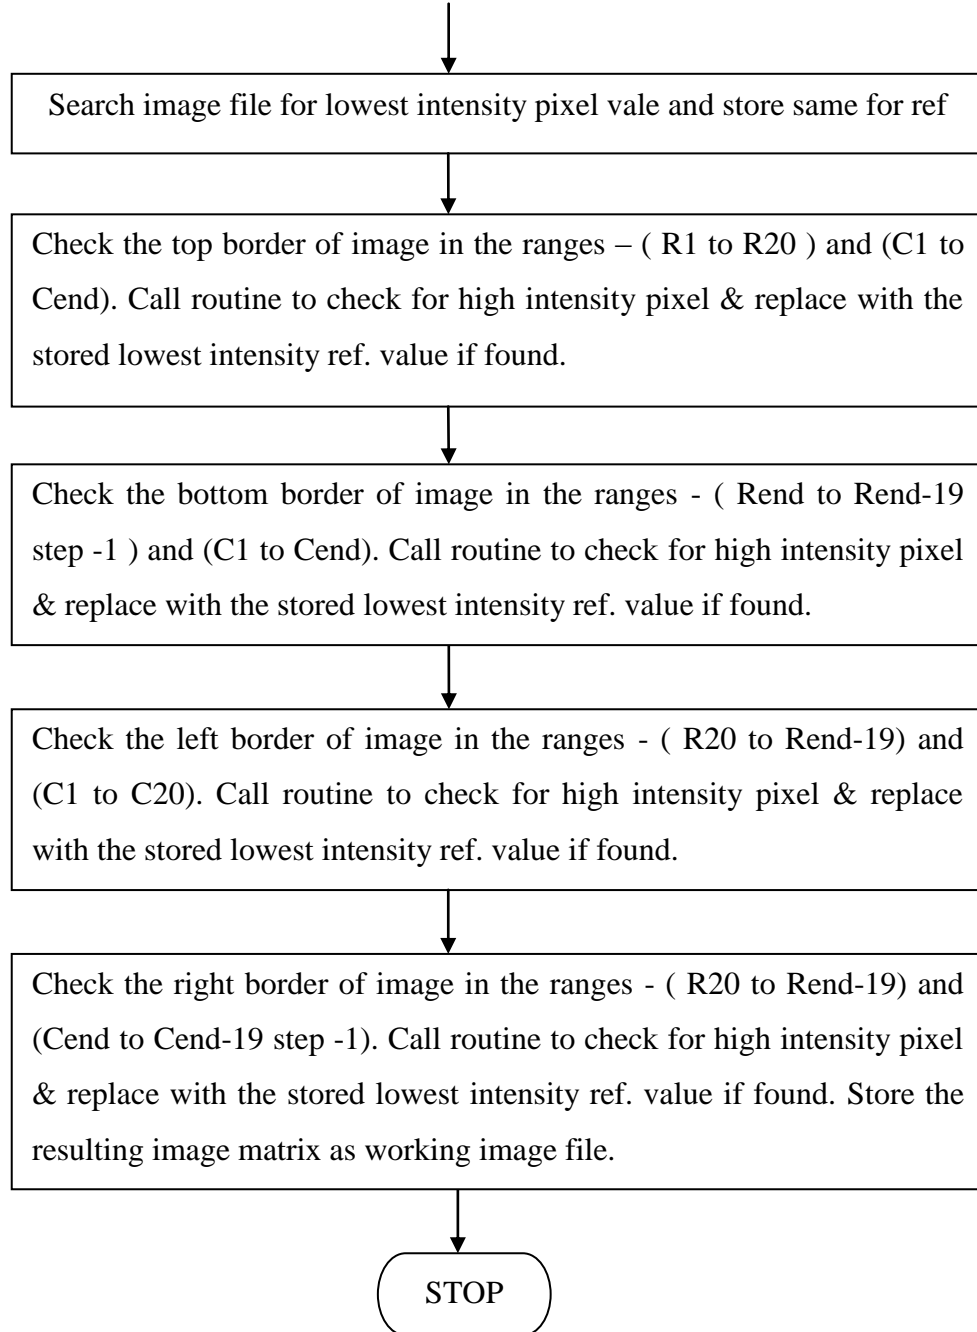 Search image file for lowest intensity pixel vale and store same for ref
Check the top border of image in the ranges – ( R1 to R20 ) and (C1 to
Cend). Call routine to check for high intensity pixel & replace with the
stored lowest intensity ref. value if found.
Check the bottom border of image in the ranges - ( Rend to Rend-19
step -1 ) and (C1 to Cend). Call routine to check for high intensity pixel
& replace with the stored lowest intensity ref. value if found.
Check the left border of image in the ranges - ( R20 to Rend-19) and
(C1 to C20). Call routine to check for high intensity pixel & replace
with the stored lowest intensity ref. value if found.
Check the right border of image in the ranges - ( R20 to Rend-19) and
(Cend to Cend-19 step -1). Call routine to check for high intensity pixel
& replace with the stored lowest intensity ref. value if found. Store the
resulting image matrix as working image file.
STOP